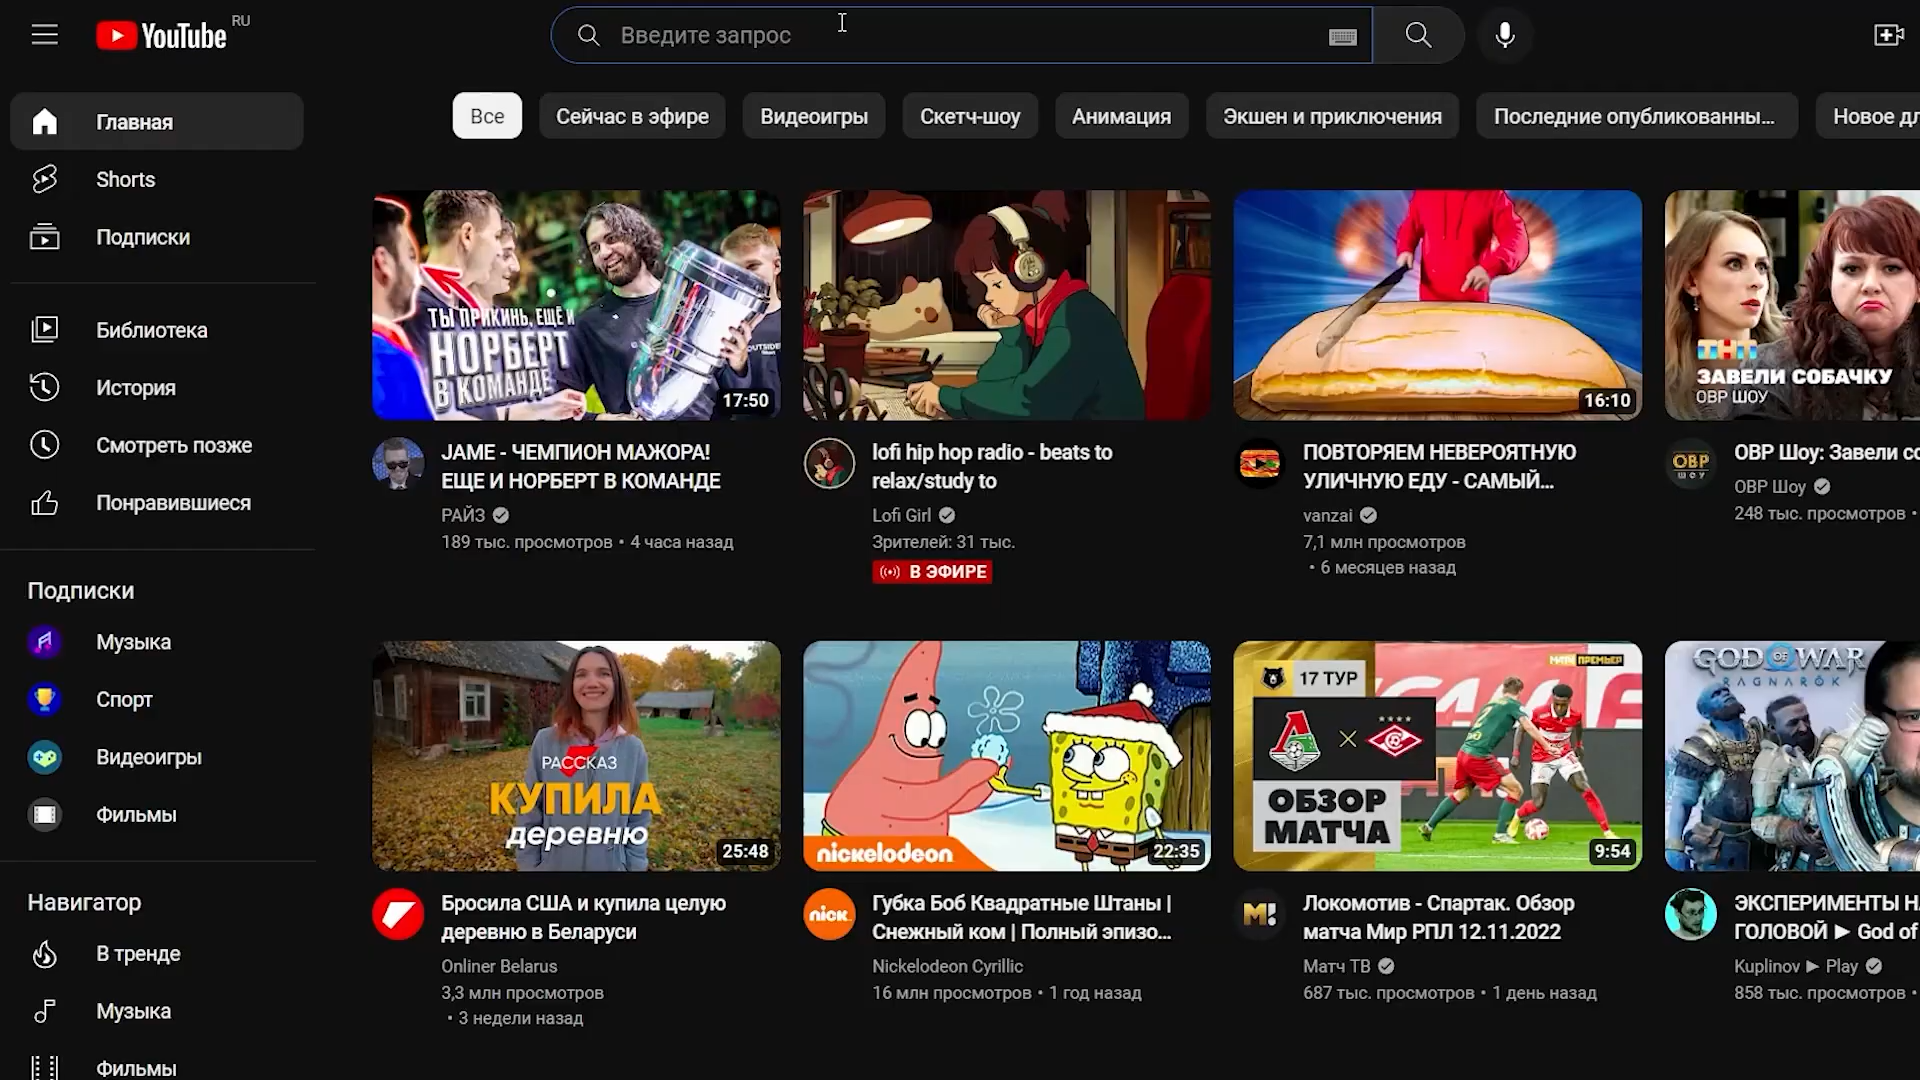 YouTube RU
Введите запрос
Главная
Shorts
Подписки
Библиотека
История
Смотреть позже
Понравившиеся
Подписки
Музыка
Спорт
Видеоигры
Фильмы
Навигатор
В тренде
Музыка
Фильмы
Все
Сейчас в эфире
Видеоигры
Скетч-шоу
Анимация
Экшен и приключения
Последние опубликованны...
Новое дл
ТЫ ПРИКИНЬ, ЕЩЁ И
НОРБЕРТ
В КОМАНДЕ
17:50
JAME - ЧЕМПИОН МАЖОРА!
ЕЩЕ И НОРБЕРТ В КОМАНДЕ
РАЙЗ
189 тыс. просмотров • 4 часа назад
lofi hip hop radio - beats to
relax/study to
Lofi Girl
Зрителей: 31 тыс.
В ЭФИРЕ
16:10
ПОВТОРЯЕМ НЕВЕРОЯТНУЮ
УЛИЧНУЮ ЕДУ - САМЫЙ...
vanzai
7,1 млн просмотров
• 6 месяцев назад
ТНТ
ЗАВЕЛИ СОБАЧКУ
ОВР ШОУ
ОВР
ШОУ
ОВР Шоу: Завели со
ОВР Шоу
248 тыс. просмотров •
РАССКАЗ
КУПИЛА
деревню
25:48
Бросила США и купила целую
деревню в Беларуси
Onliner Belarus
3,3 млн просмотров
• 3 недели назад
nickelodeon
22:35
nick
Губка Боб Квадратные Штаны |
Снежный ком | Полный эпизо...
Nickelodeon Cyrillic
16 млн просмотров • 1 год назад
МАТЧ ПРЕМЬЕР
17 ТУР
ОБЗОР
МАТЧА
9:54
М!
Локомотив - Спартак. Обзор
матча Мир РПЛ 12.11.2022
Матч ТВ
687 тыс. просмотров • 1 день назад
GOD OF WAR
RAGNARÖK
ЭКСПЕРИМЕНТЫ Н
ГОЛОВОЙ ► God of
Kuplinov ► Play
858 тыс. просмотров •